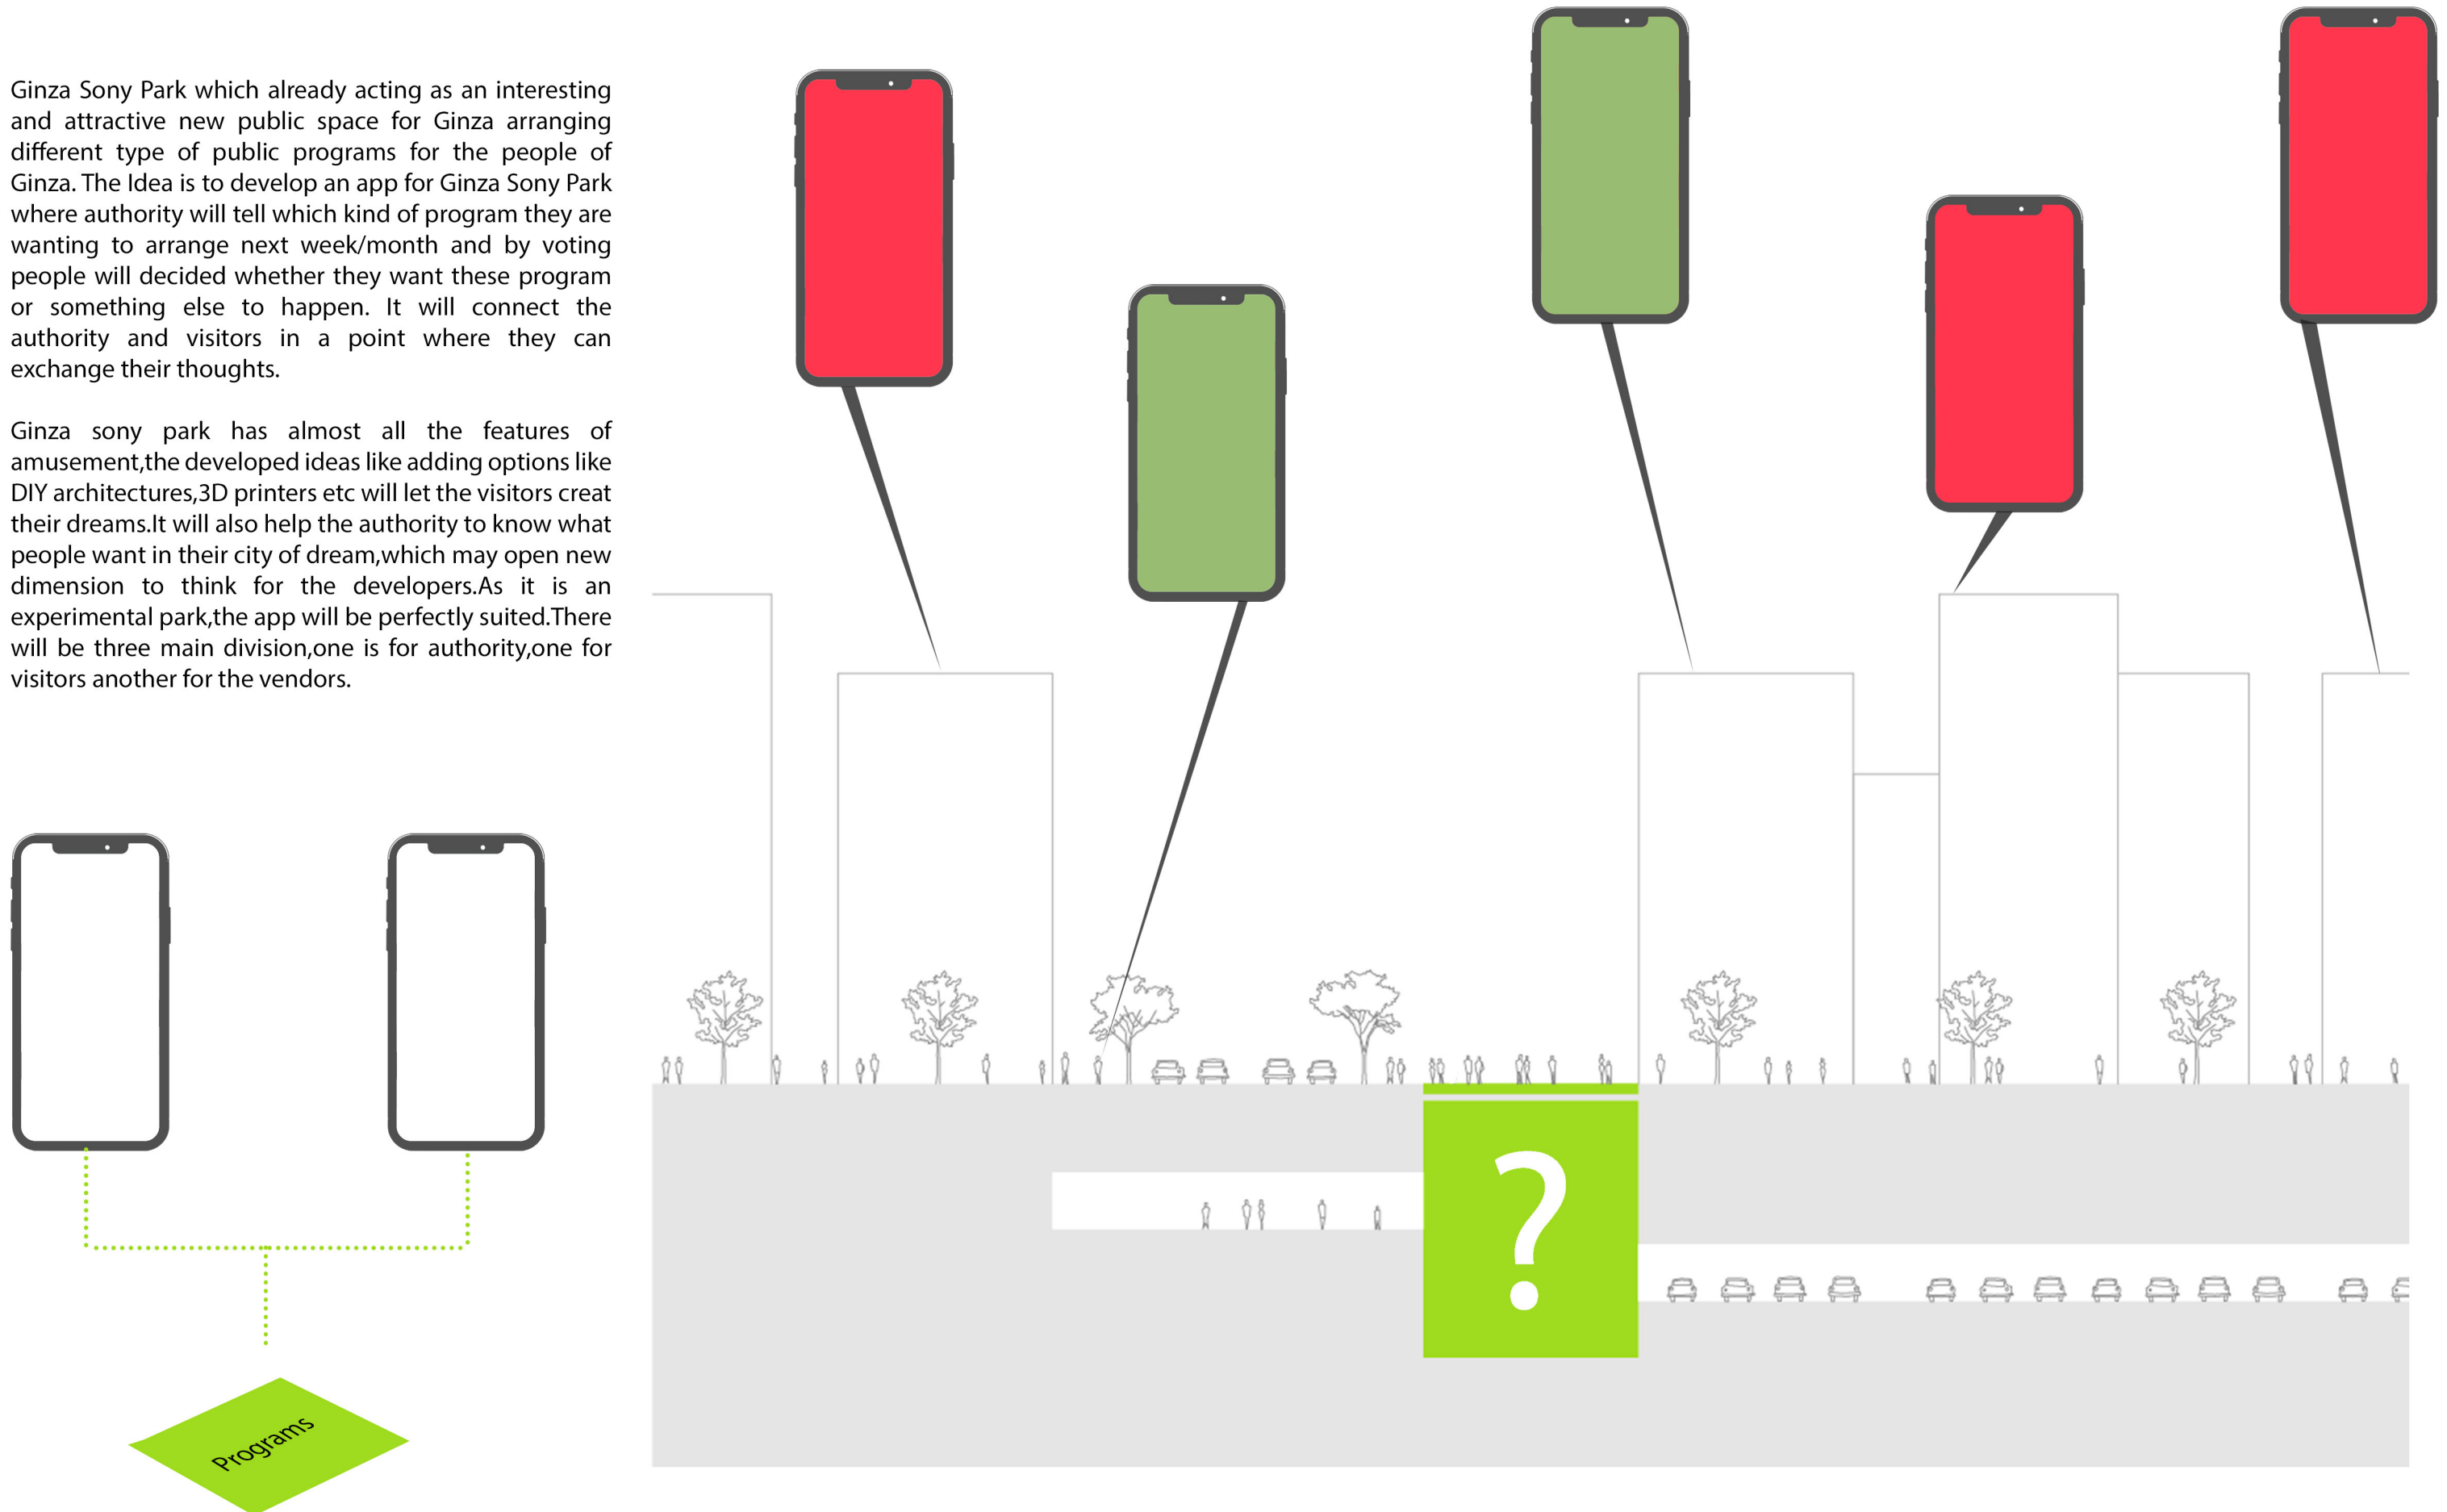 Ginza Sony Park which already acting as an interesting
and attractive new public space for Ginza arranging
different type of public programs for the people of
Ginza. The Idea is to develop an app for Ginza Sony Park
where authority will tell which kind of program they are
wanting to arrange next week/month and by voting
people will decided whether they want these program
or something else to happen. It will connect the
authority and visitors in a point where they can
exchange their thoughts.
Ginza sony park has almost all the features of
amusement,the developed ideas like adding options like
DIY architectures,3D printers etc will let the visitors creat
their dreams.It will also help the authority to know what
people want in their city of dream,which may open new
dimension to think for the developers.As it is an
experimental park,the app will be perfectly suited.There
will be three main division,one is for authority,one for
visitors another for the vendors.
?
Programs